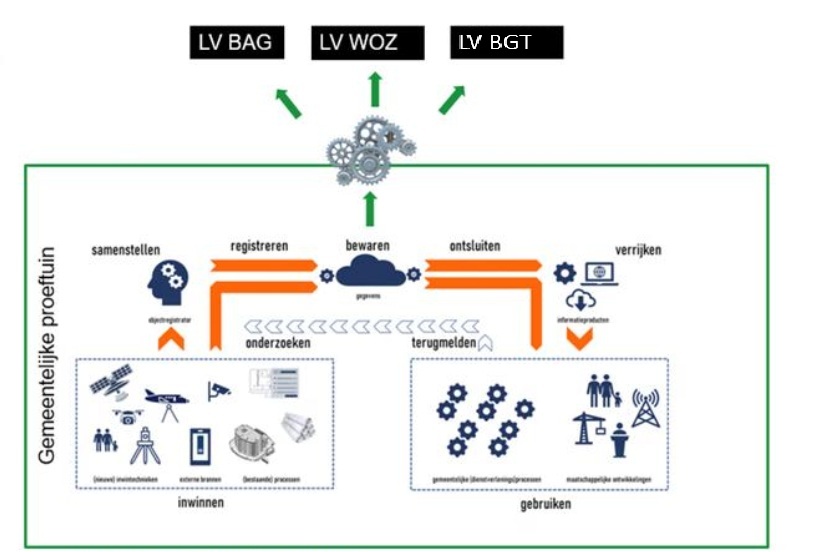 LV BAG
LV WOZ
LV BGT
Gemeentelijke proeftuin
samenstellen
registreren
bewaren
ontsluiten
verrijken
objectregistrator
gegevens
informatieproducten
onderzoeken
terugmelden
(nieuwe) inwintechnieken
externe bronnen
(bestaande) processen
gemeentelijke (dienstverlenings)processen
maatschappelijke ontwikkelingen
inwinnen
gebruiken